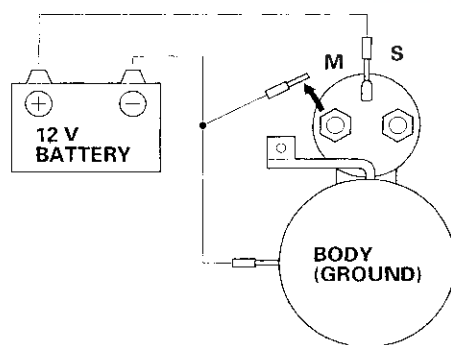 M S
+ −
12 V
BATTERY
BODY
(GROUND)